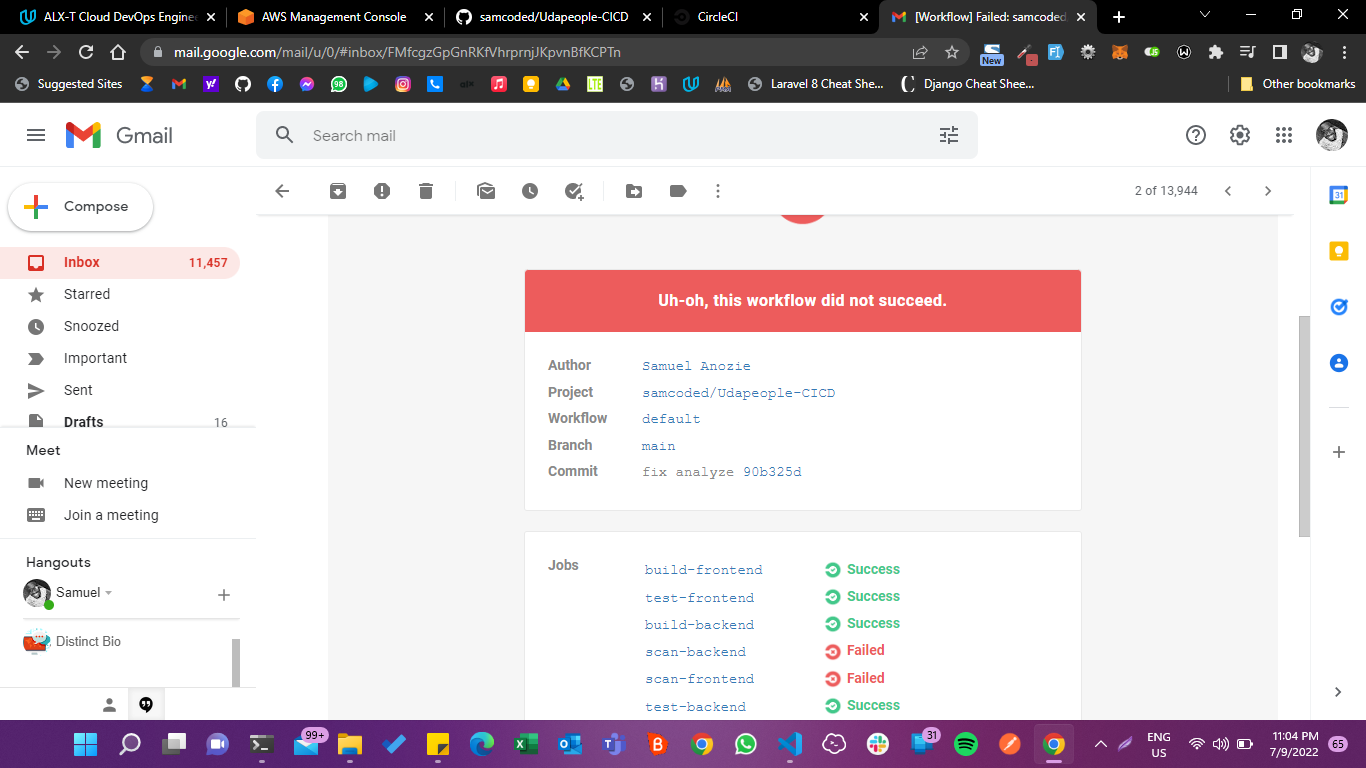 ALX-T Cloud DevOps Engine
AWS Management Console
samcoded/Udapeople-CICD
CircleCI
[Workflow] Failed: samcoded
mail.google.com/mail/u/0/#inbox/FMfcgzGpGnRKfVhrprnjJKpvnBfKCPTn
New
Suggested Sites
98
LTE
Laravel 8 Cheat She...
Django Cheat Shee...
Other bookmarks
Gmail
Search mail
Compose
2 of 13,944
31
Inbox 11,457
Starred
Snoozed
Important
Sent
Drafts 16
Meet
New meeting
Join a meeting
Hangouts
Samuel
Distinct Bio
Uh-oh, this workflow did not succeed.
Author Samuel Anozie
Project samcoded/Udapeople-CICD
Workflow default
Branch main
Commit fix analyze 90b325d
Jobs build-frontend Success
test-frontend Success
build-backend Success
scan-backend Failed
scan-frontend Failed
test-backend Success
99+
31
ENG
US
11:04 PM
7/9/2022
65